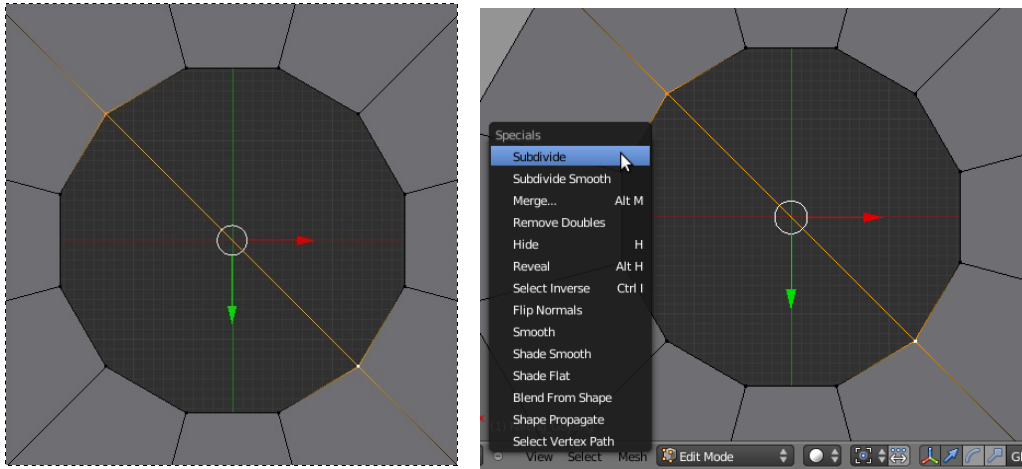 Specials
Subdivide
Subdivide Smooth
Merge... Alt M
Remove Doubles
Hide H
Reveal Alt H
Select Inverse Ctrl I
Flip Normals
Smooth
Shade Smooth
Shade Flat
Blend From Shape
Shape Propagate
Select Vertex Path
View Select Mesh Edit Mode